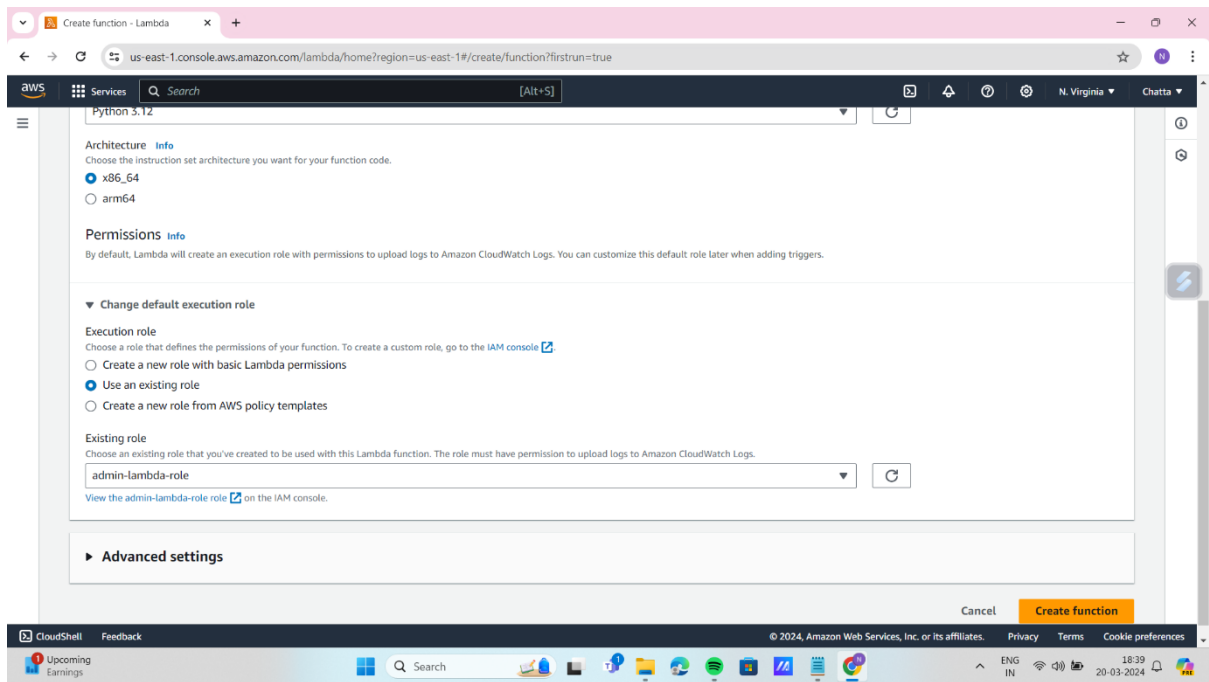 Create function - Lambda
us-east-1.console.aws.amazon.com/lambda/home?region=us-east-1#/create/function?firstrun=true
N
aws Services Search [Alt+S] N. Virginia Chatta
Python 3.12
Architecture Info
Choose the instruction set architecture you want for your function code.
x86_64
arm64
Permissions Info
By default, Lambda will create an execution role with permissions to upload logs to Amazon CloudWatch Logs. You can customize this default role later when adding triggers.
Change default execution role
Execution role
Choose a role that defines the permissions of your function. To create a custom role, go to the IAM console.
Create a new role with basic Lambda permissions
Use an existing role
Create a new role from AWS policy templates
Existing role
Choose an existing role that you've created to be used with this Lambda function. The role must have permission to upload logs to Amazon CloudWatch Logs.
admin-lambda-role
View the admin-lambda-role role on the IAM console.
Advanced settings
Cancel Create function
CloudShell Feedback © 2024, Amazon Web Services, Inc. or its affiliates. Privacy Terms Cookie preferences
1
Upcoming
Earnings
Search
ENG
IN
18:39
20-03-2024
PRE